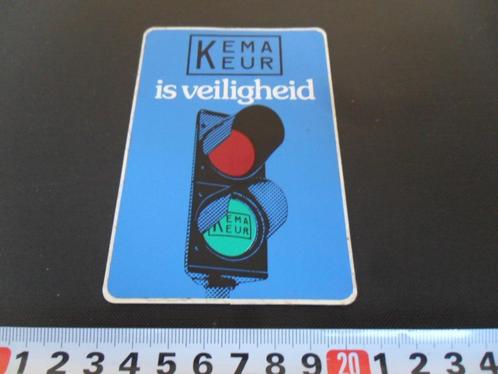 KEMA
KEUR
is veiligheid
KEMA
KEUR
1 2 3 4 5 6 7 8 9 20 1 2 3 4